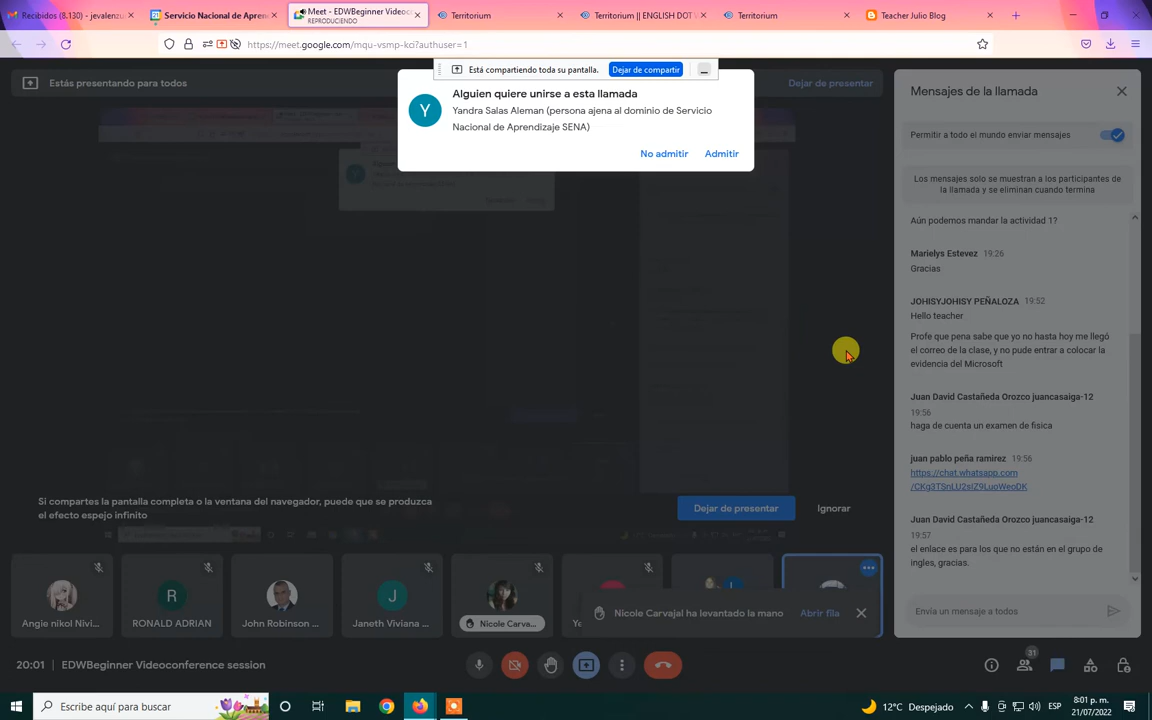 Recibidos (8.130) - jevalenzu
Servicio Nacional de Apren
Meet - EDWBeginner Videoco
REPRODUCIENDO
Territorium
Territorium || ENGLISH DOT
Territorium
Teacher Julio Blog
https://meet.google.com/mqu-vsmp-kci?authuser=1
Está compartiendo toda su pantalla.
Dejar de compartir
Estás presentando para todos
Dejar de presentar
Alguien quiere unirse a esta llamada
Y
Yandra Salas Aleman (persona ajena al dominio de Servicio
Nacional de Aprendizaje SENA)
No admitir
Admitir
Mensajes de la llamada
Permitir a todo el mundo enviar mensajes
Los mensajes solo se muestran a los participantes de
la llamada y se eliminan cuando termina
Aún podemos mandar la actividad 1?
Marielys Estevez 19:26
Gracias
JOHISYJOHISY PEÑALOZA 19:52
Hello teacher
Profe que pena sabe que yo no hasta hoy me llegó
el correo de la clase, y no pude entrar a colocar la
evidencia del Microsoft
Juan David Castañeda Orozco juancasaiga-12
19:56
haga de cuenta un examen de fisica
juan pablo peña ramirez 19:56
https://chat.whatsapp.com
/CKg3TSnLU2sIZ9LuoWeoDK
Juan David Castañeda Orozco juancasaiga-12
19:57
el enlace es para los que no están en el grupo de
ingles, gracias.
Envía un mensaje a todos
Si compartes la pantalla completa o la ventana del navegador, puede que se produzca
el efecto espejo infinito
Dejar de presentar
Ignorar
Angie nikol Nivi...
R
RONALD ADRIAN
John Robinson ...
J
Janeth Viviana ...
Nicole Carva...
Nicole Carvajal ha levantado la mano
Abrir fila
20:01
EDWBeginner Videoconference session
31
Escribe aquí para buscar
12°C Despejado
ESP
8:01 p. m.
21/07/2022